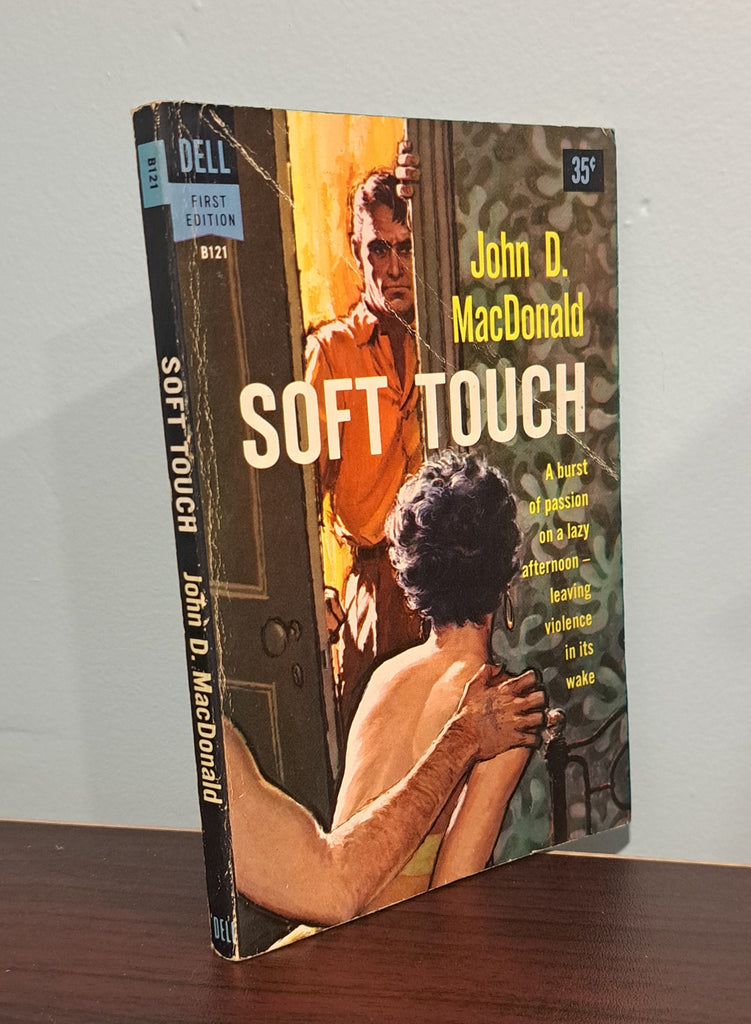 B121
SOFT TOUCH John D. MacDonald DELL
DELL
FIRST
EDITION
B121
35¢
John D.
MacDonald
SOFT TOUCH
A burst
of passion
on a lazy
afternoon –
leaving
violence
in its
wake